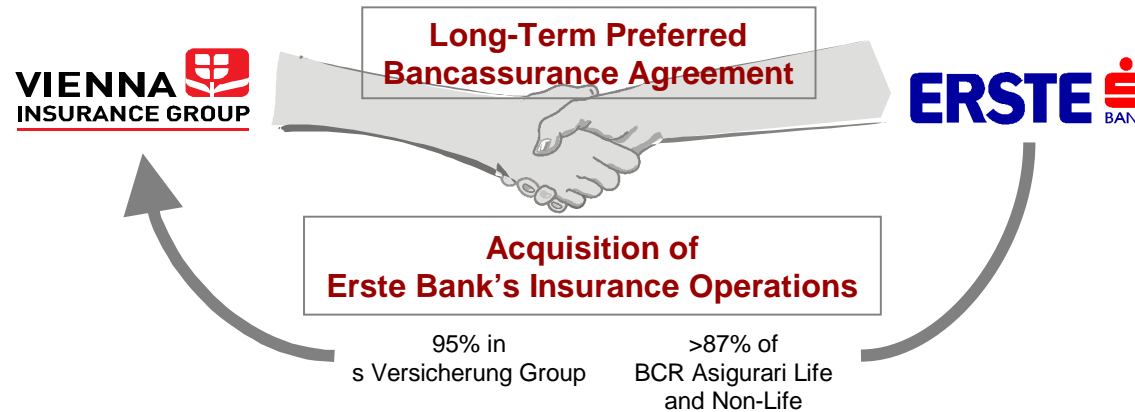 Long-Term Preferred
Bancassurance Agreement
VIENNA
INSURANCE GROUP
ERSTE
BAN
Acquisition of
Erste Bank’s Insurance Operations
95% in
s Versicherung Group
>87% of
BCR Asigurari Life
and Non-Life